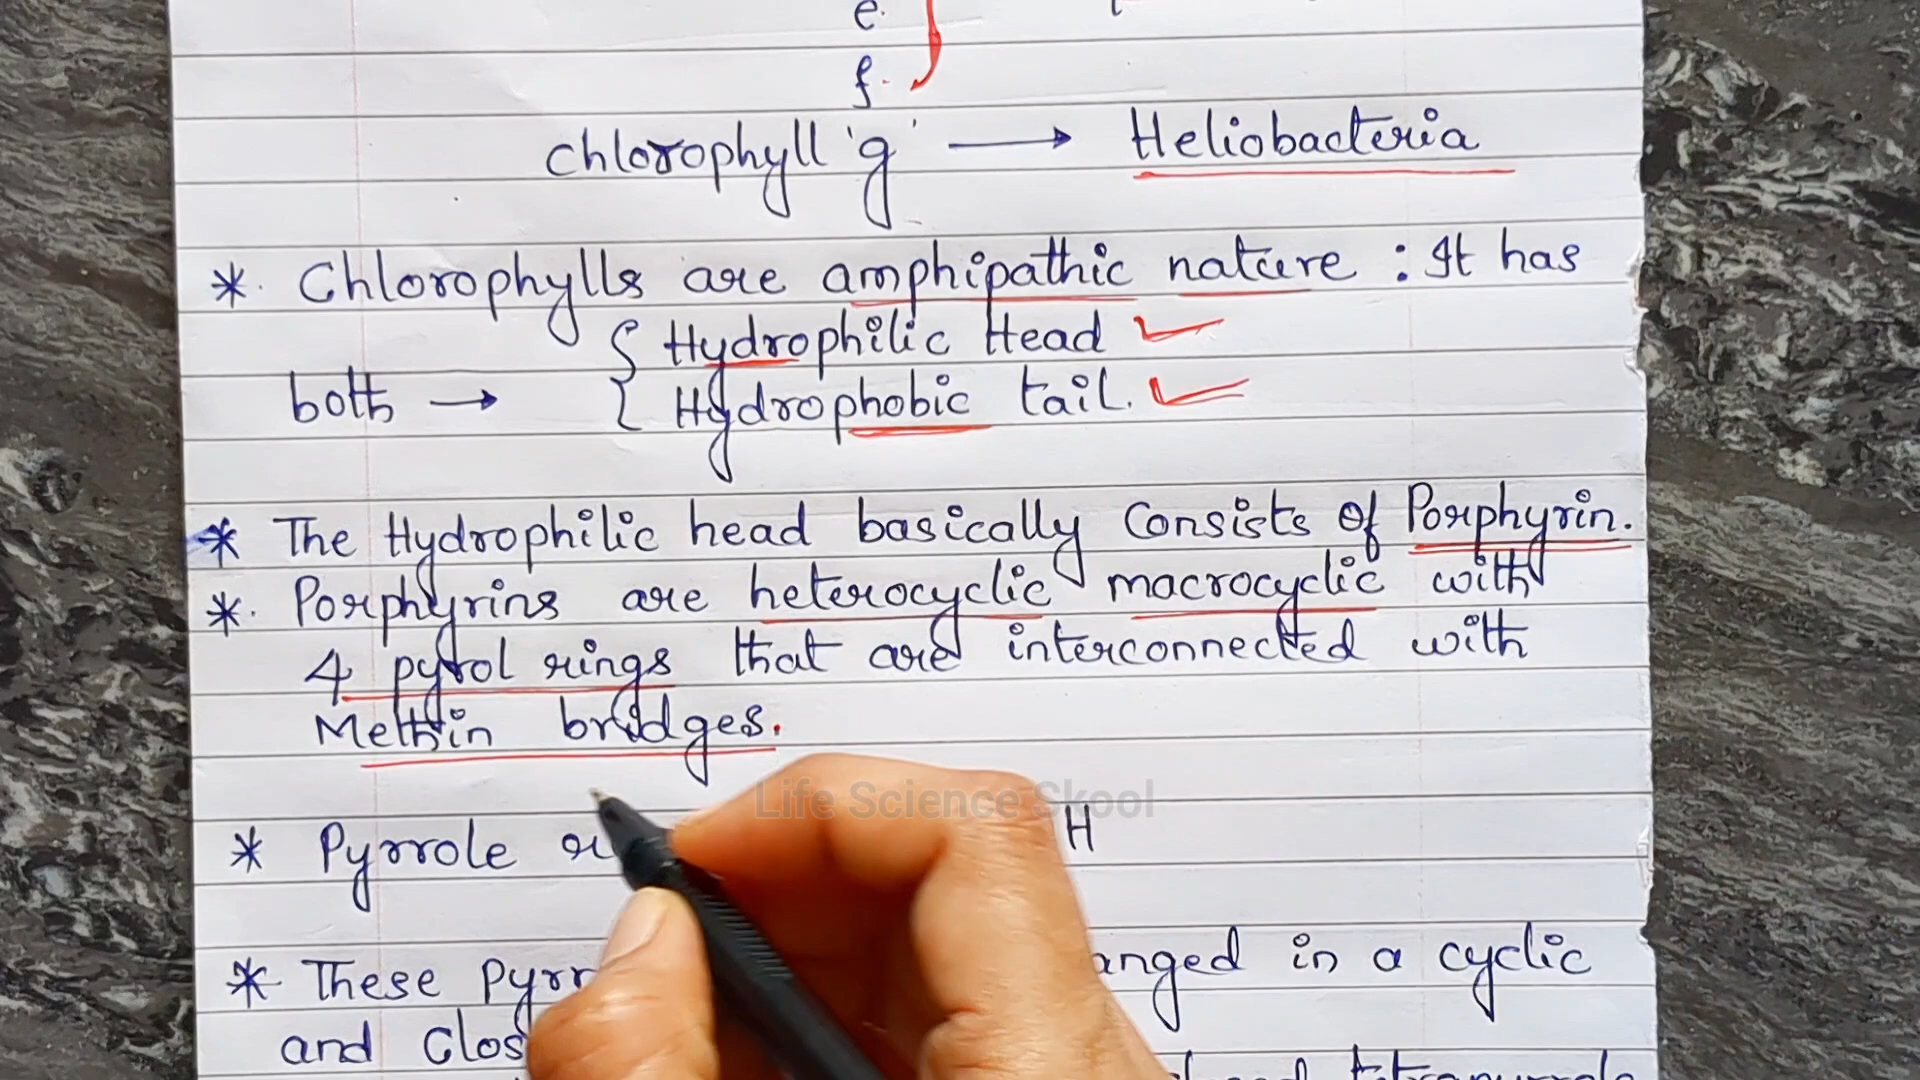 e.
f.
chlorophyll 'g' → Heliobacteria
*. Chlorophylls are amphipathic nature : It has
{ Hydrophilic Head
both → { Hydrophobic tail.
* The Hydrophilic head basically consists of Porphyrin.
*. Porphyrins are heterocyclic macrocyclic with
4 pyrol rings that are interconnected with
Methin bridges.
Life Science Skool
* Pyrrole H
* These
and in a cyclic